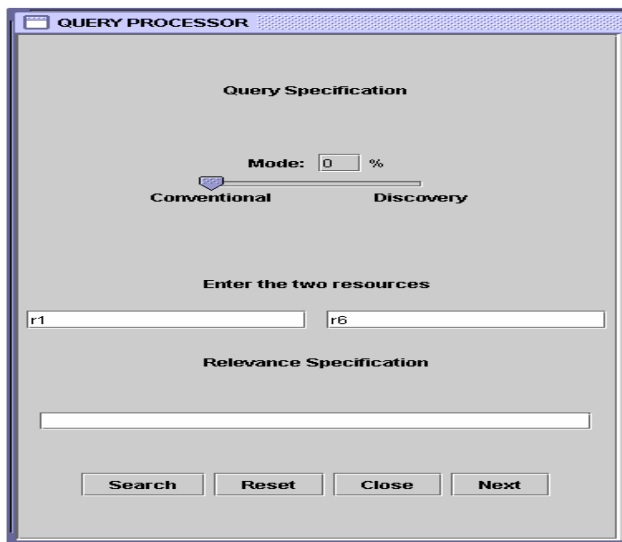 QUERY PROCESSOR
Query Specification
Mode: 0 %
Conventional Discovery
Enter the two resources
r1 r6
Relevance Specification
Search Reset Close Next